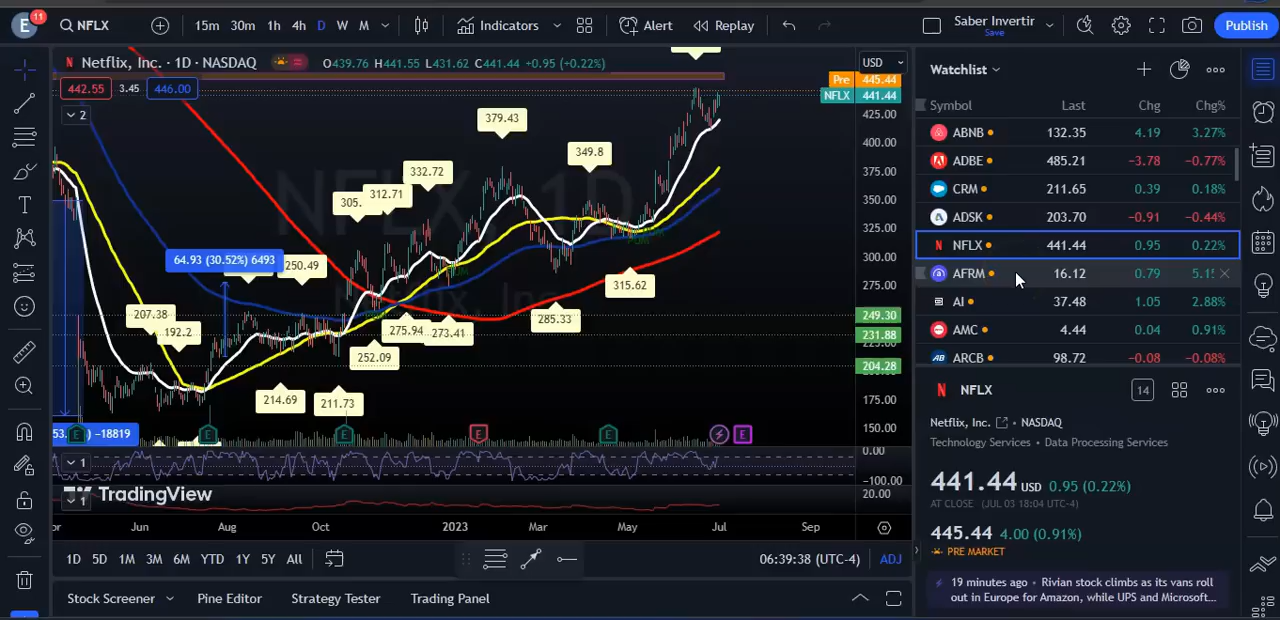 E 11 NFLX 15m 30m 1h 4h D W M Indicators Alert Replay Saber Invertir Save Publish
Netflix, Inc. · 1D · NASDAQ O439.76 H441.55 L431.62 C441.44 +0.95 (+0.22%) USD
442.55 3.45 446.00
2
Pre 445.44
NFLX 441.44
425.00
400.00
375.00
350.00
325.00
300.00
275.00
249.30
231.88
204.28
175.00
150.00
0.00
−100.00
20.00
NFLX, 1D
Netflix, Inc.
379.43
349.8
332.72
312.71
305.
64.93 (30.52%) 6493
250.49
207.38
192.2
315.62
285.33
275.94
273.41
252.09
214.69
211.73
53. ) −18819
E E E E E E
1
1
TradingView
Jun Aug Oct 2023 Mar May Jul Sep
1D 5D 1M 3M 6M YTD 1Y 5Y All 06:39:38 (UTC-4) ADJ
Stock Screener Pine Editor Strategy Tester Trading Panel
Watchlist
Symbol Last Chg Chg%
ABNB 132.35 4.19 3.27%
ADBE 485.21 −3.78 −0.77%
CRM 211.65 0.39 0.18%
ADSK 203.70 −0.91 −0.44%
NFLX 441.44 0.95 0.22%
AFRM 16.12 0.79 5.1
AI 37.48 1.05 2.88%
AMC 4.44 0.04 0.91%
ARCB 98.72 −0.08 −0.08%
NFLX 14
Netflix, Inc. • NASDAQ
Technology Services • Data Processing Services
441.44 USD 0.95 (0.22%)
AT CLOSE (JUL 03 18:04 UTC-4)
445.44 4.00 (0.91%)
PRE MARKET
19 minutes ago • Rivian stock climbs as its vans roll
out in Europe for Amazon, while UPS and Microsoft...